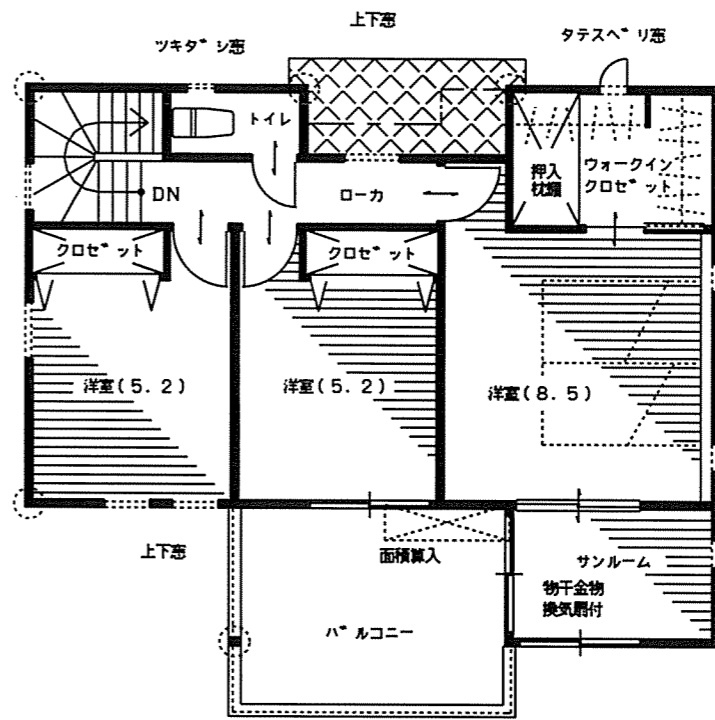 上下窓
ツキダシ窓
タテスベリ窓
トイレ
DN
ローカ
押入
枕棚
ウォークイン
クロゼット
クロゼット
クロゼット
洋室(5.2)
洋室(5.2)
洋室(8.5)
上下窓
面積算入
サンルーム
物干金物
換気扇付
バルコニー